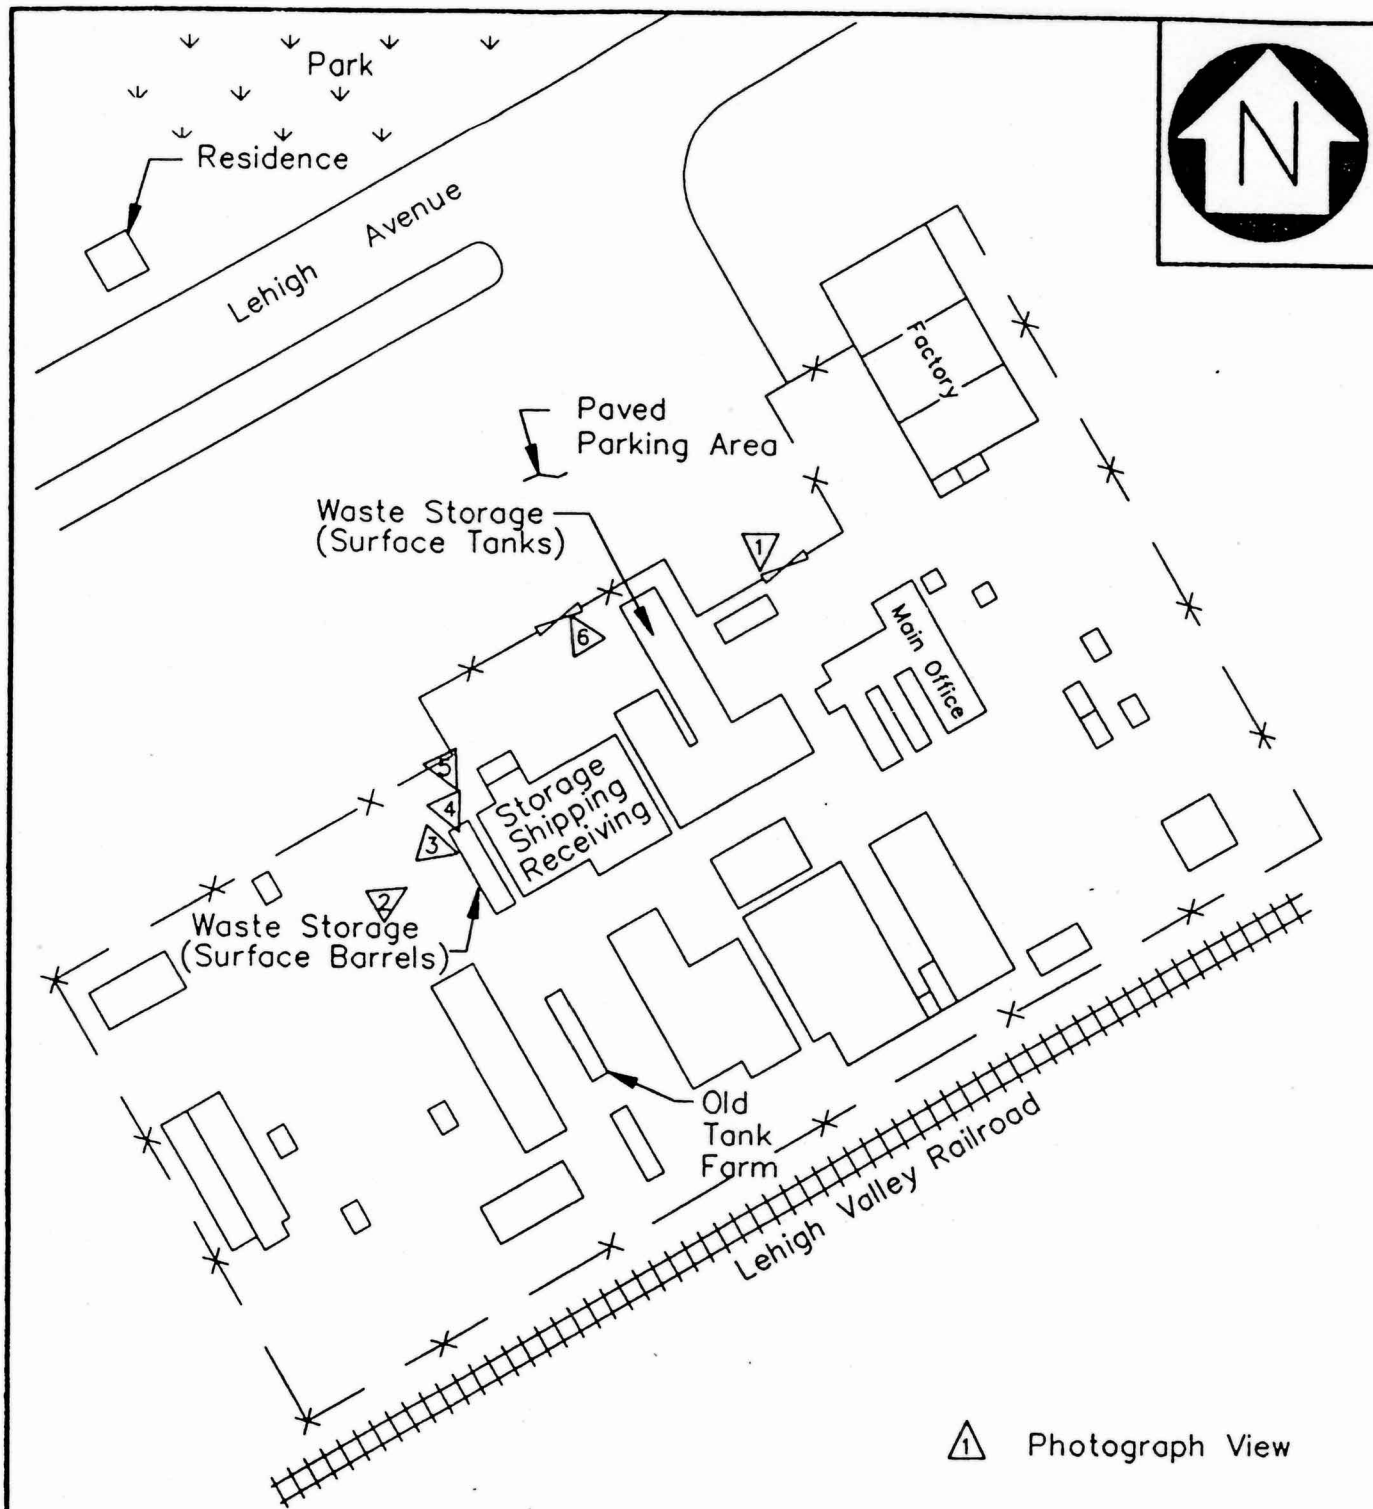 Park
N
Residence
Lehigh Avenue
Factory
Paved
Parking Area
Waste Storage
(Surface Tanks)
1
6
Main Office
5
4
3
2
Storage
Shipping
Receiving
Waste Storage
(Surface Barrels)
Old
Tank
Farm
Lehigh Valley Railroad
1 Photograph View